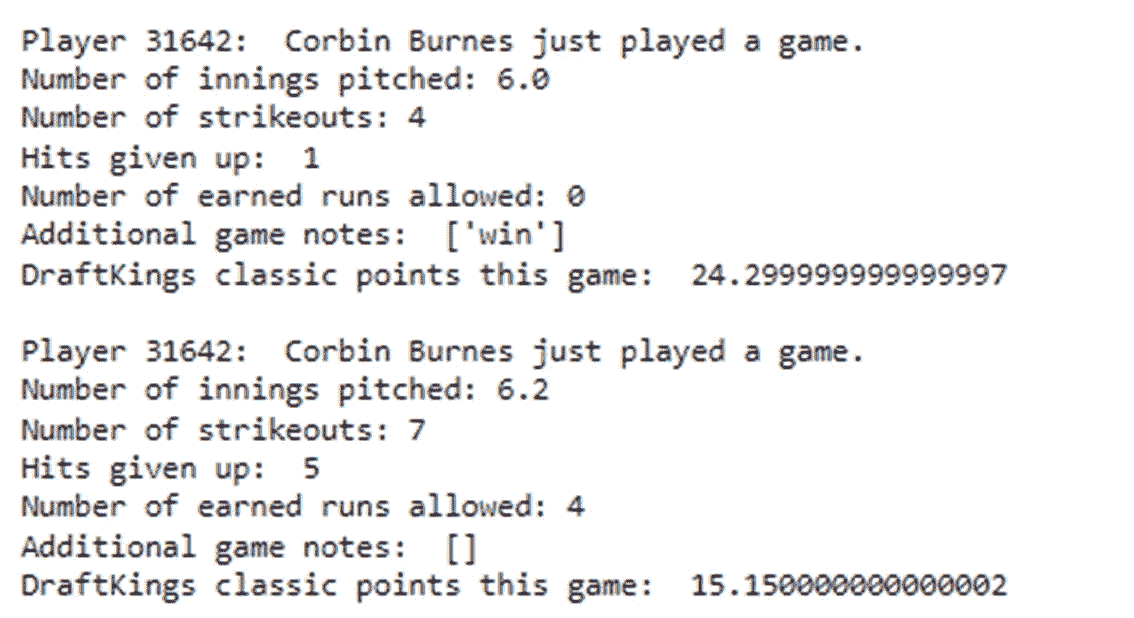 Player 31642:  Corbin Burnes just played a game.
Number of innings pitched: 6.0
Number of strikeouts: 4
Hits given up:  1
Number of earned runs allowed: 0
Additional game notes:  ['win']
DraftKings classic points this game:  24.299999999999997
Player 31642:  Corbin Burnes just played a game.
Number of innings pitched: 6.2
Number of strikeouts: 7
Hits given up:  5
Number of earned runs allowed: 4
Additional game notes:  []
DraftKings classic points this game:  15.150000000000002